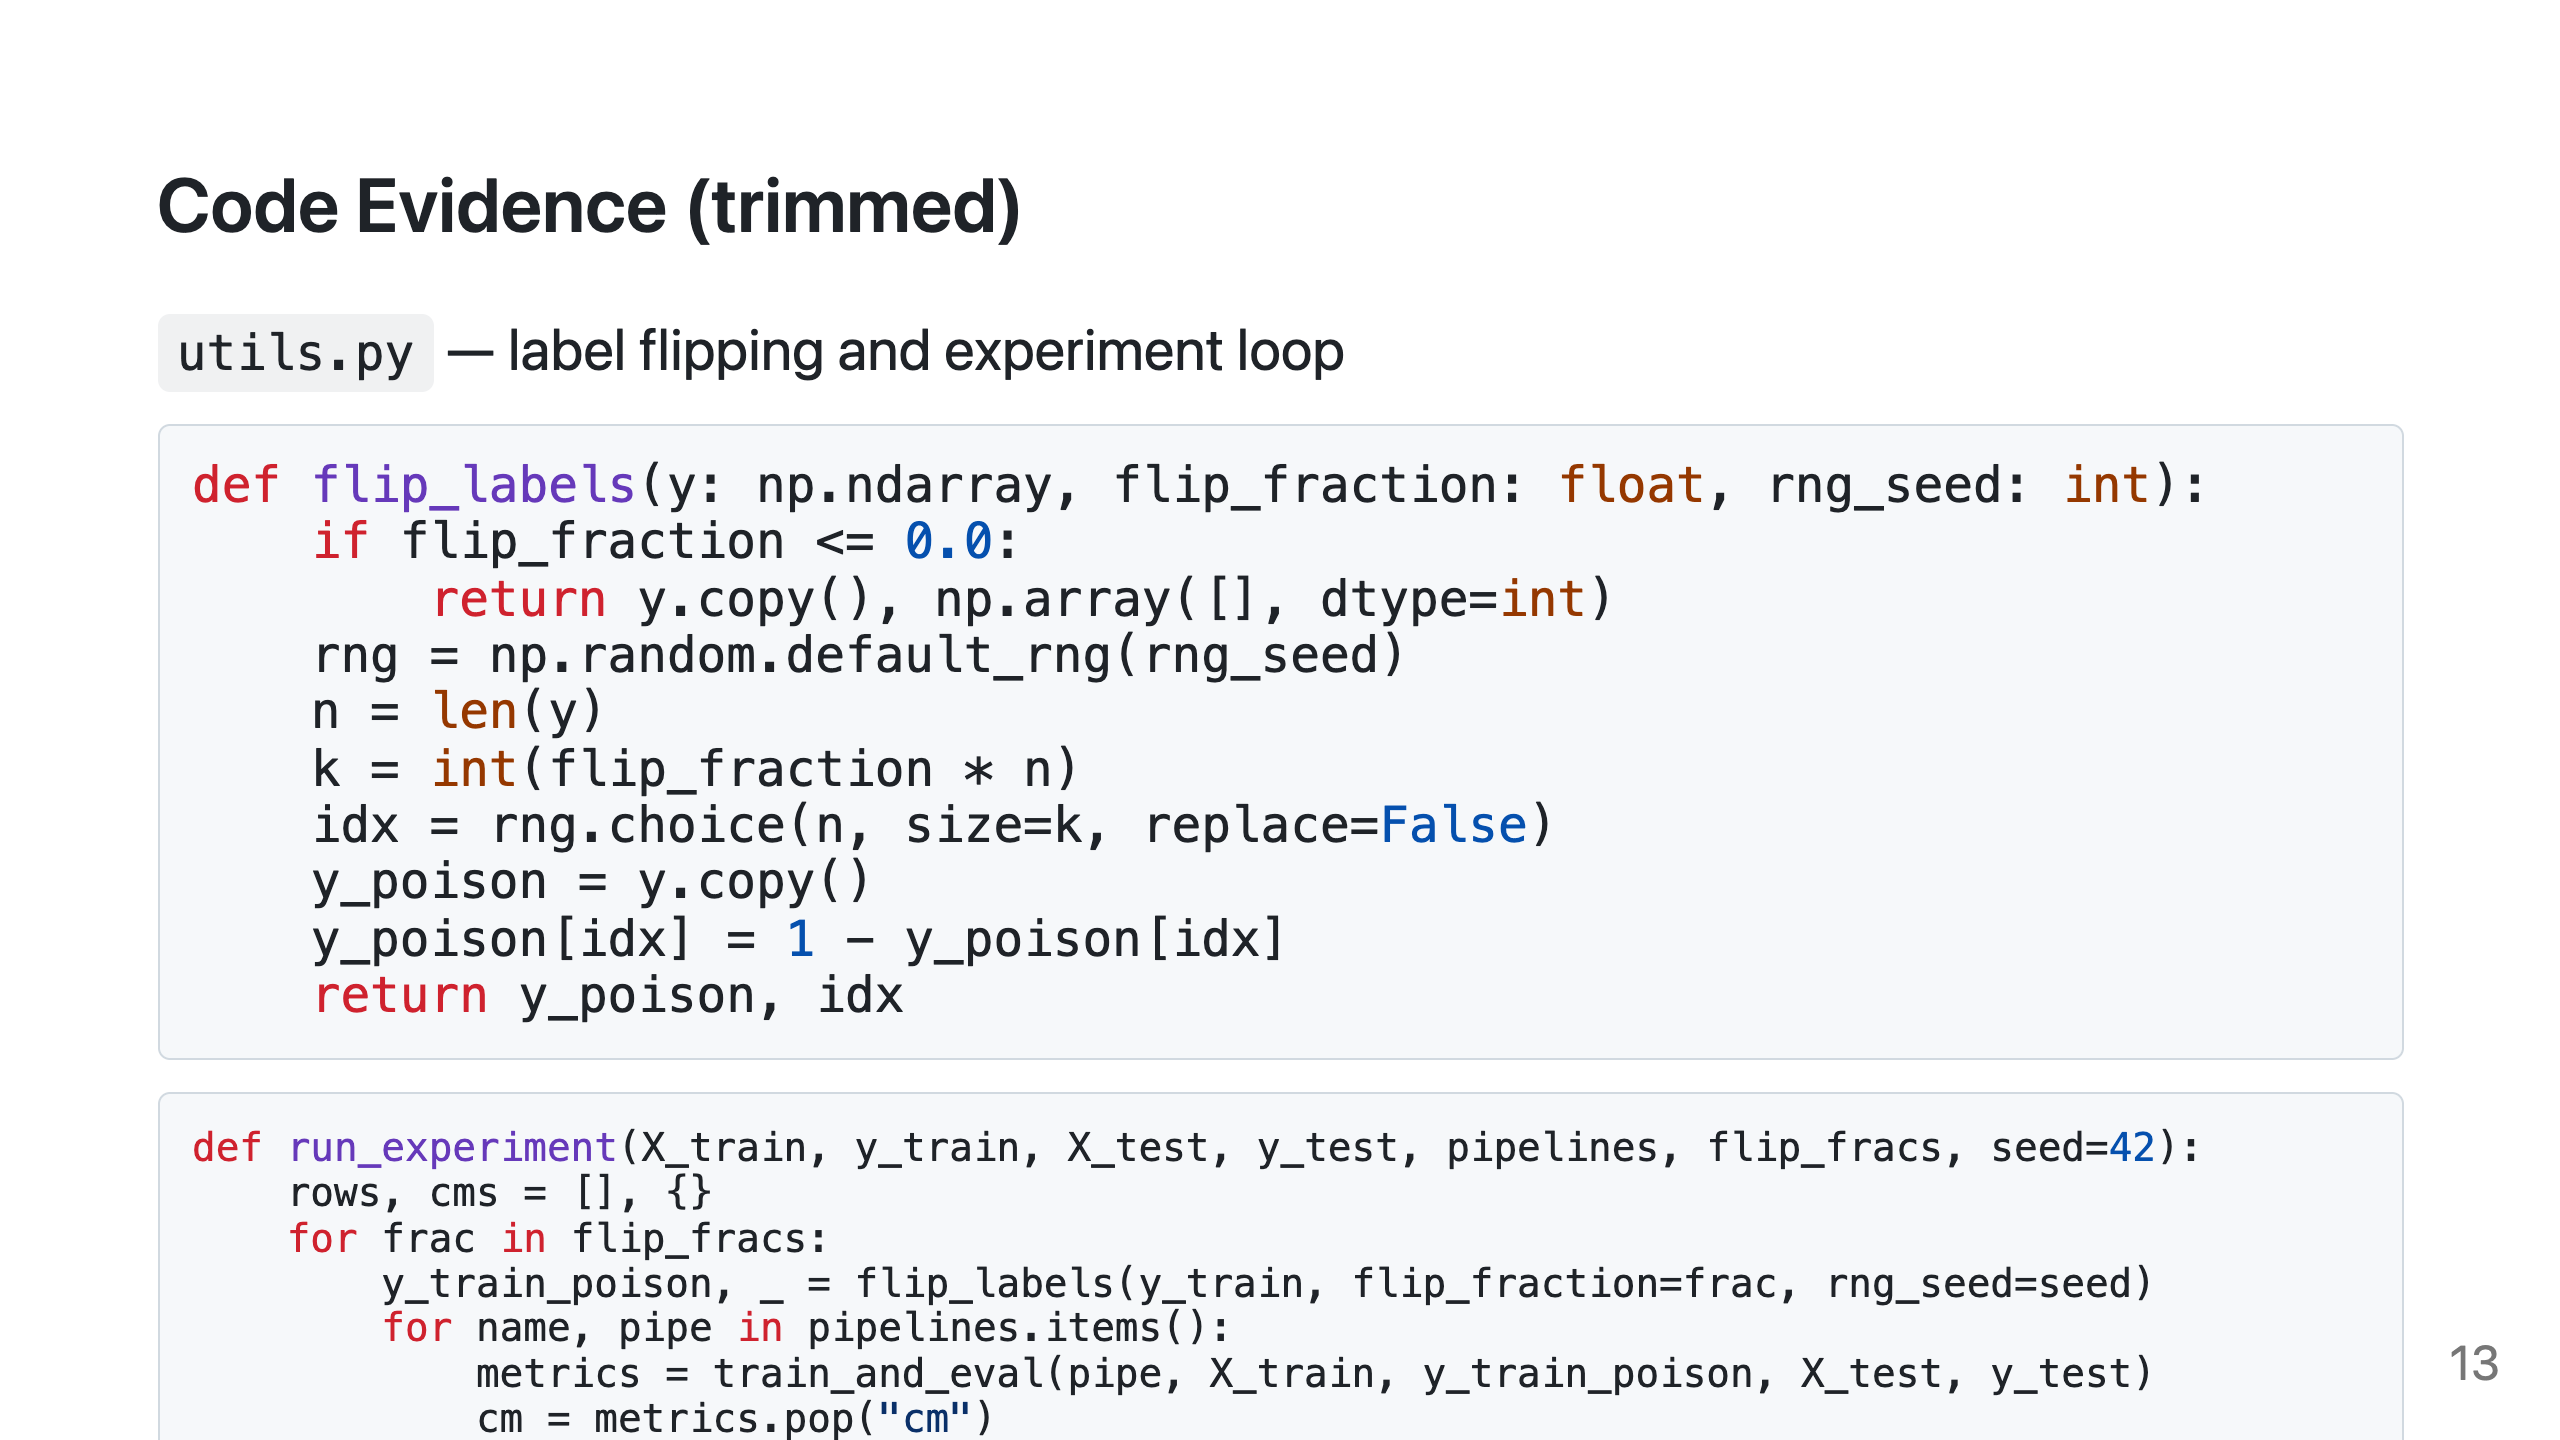 Code Evidence (trimmed)
utils.py — label flipping and experiment loop
def flip_labels(y: np.ndarray, flip_fraction: float, rng_seed: int):
    if flip_fraction <= 0.0:
        return y.copy(), np.array([], dtype=int)
    rng = np.random.default_rng(rng_seed)
    n = len(y)
    k = int(flip_fraction * n)
    idx = rng.choice(n, size=k, replace=False)
    y_poison = y.copy()
    y_poison[idx] = 1 - y_poison[idx]
    return y_poison, idx
def run_experiment(X_train, y_train, X_test, y_test, pipelines, flip_fracs, seed=42):
    rows, cms = [], {}
    for frac in flip_fracs:
        y_train_poison, _ = flip_labels(y_train, flip_fraction=frac, rng_seed=seed)
        for name, pipe in pipelines.items():
            metrics = train_and_eval(pipe, X_train, y_train_poison, X_test, y_test)
            cm = metrics.pop("cm")
13